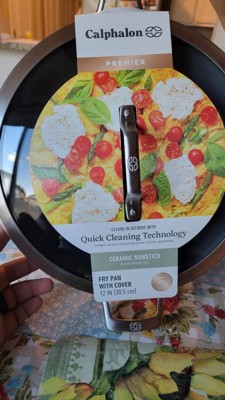 Calphalon
PREMIER
CLEANS IN SECONDS WITH
Quick Cleaning Technology
CERAMIC NONSTICK
FRY PAN
WITH COVER
12 IN (30.5 cm)